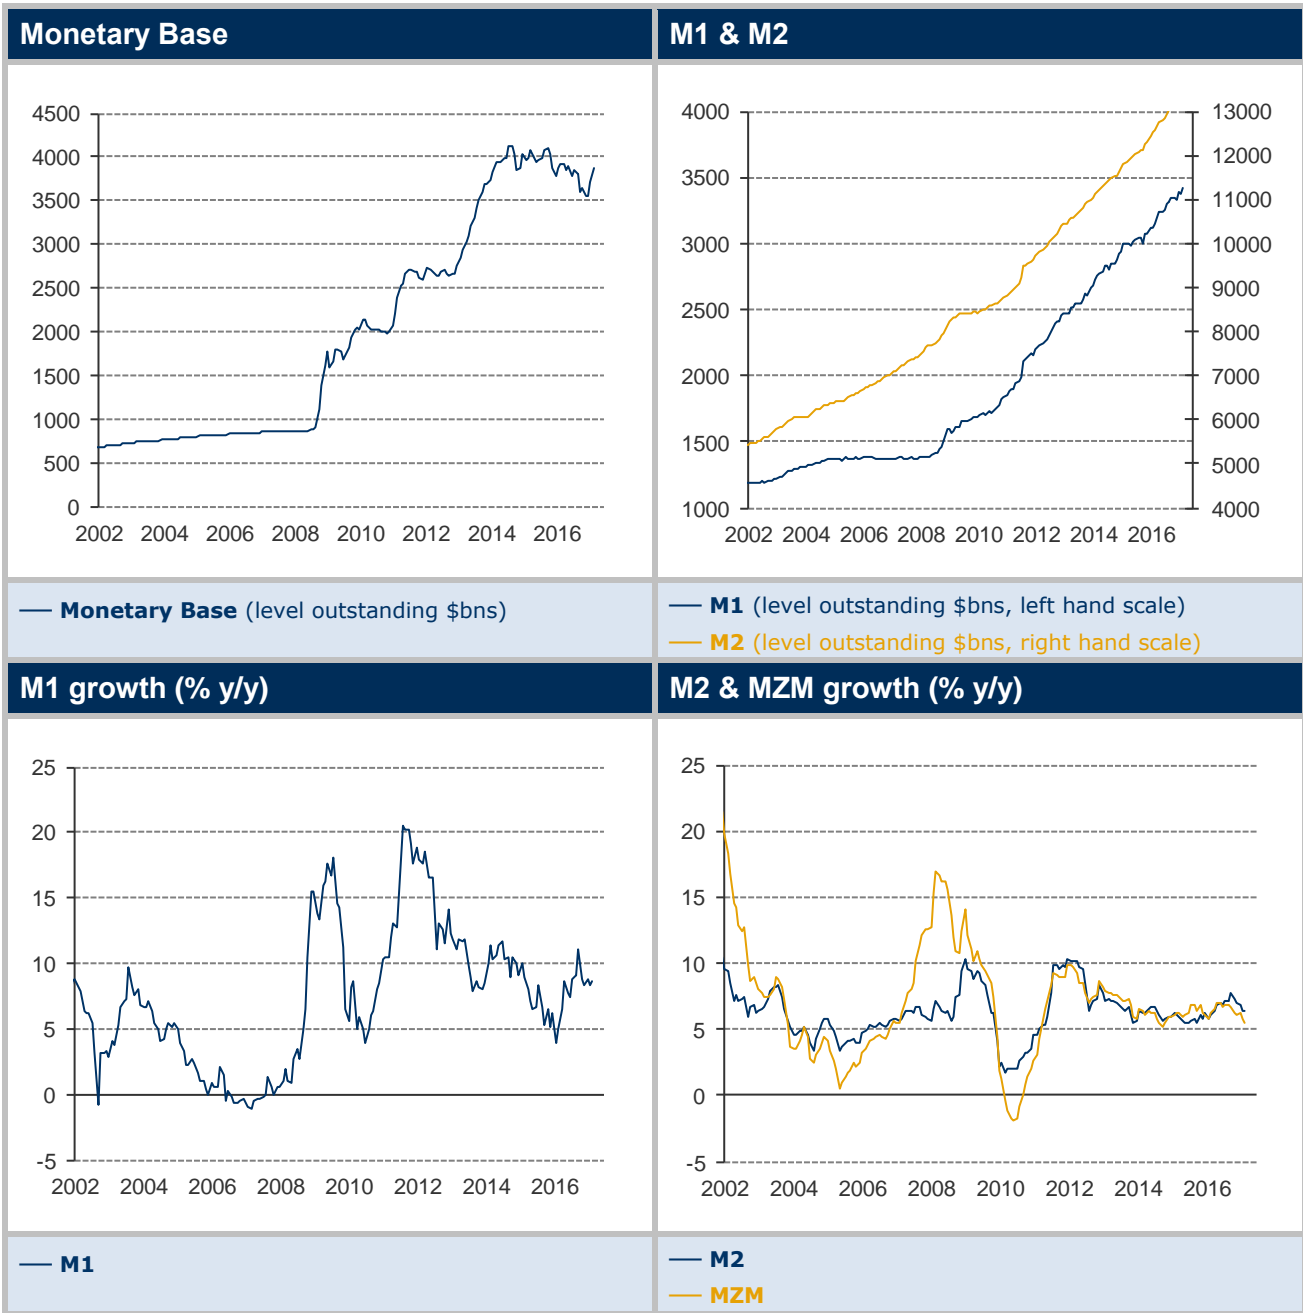 Monetary Base
4500
4000
3500
3000
2500
2000
1500
1000
500
0
2002 2004 2006 2008 2010 2012 2014 2016
Monetary Base (level outstanding $bns)
M1 & M2
4000
3500
3000
2500
2000
1500
1000
13000
12000
11000
10000
9000
8000
7000
6000
5000
4000
2002 2004 2006 2008 2010 2012 2014 2016
M1 (level outstanding $bns, left hand scale)
M2 (level outstanding $bns, right hand scale)
M1 growth (% y/y)
25
20
15
10
5
0
-5
2002 2004 2006 2008 2010 2012 2014 2016
M1
M2 & MZM growth (% y/y)
25
20
15
10
5
0
-5
2002 2004 2006 2008 2010 2012 2014 2016
M2
MZM